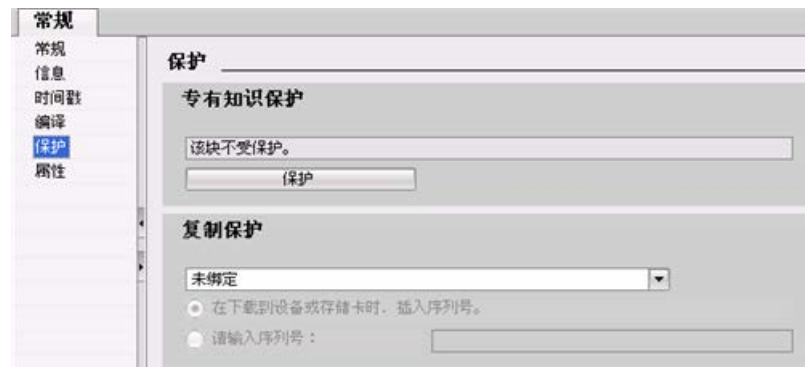 常规
常规
信息
时间戳
编译
保护
属性
保护
专有知识保护
该块不受保护。
保护
复制保护
未绑定
在下载到设备或存储卡时，插入序列号。
请输入序列号：